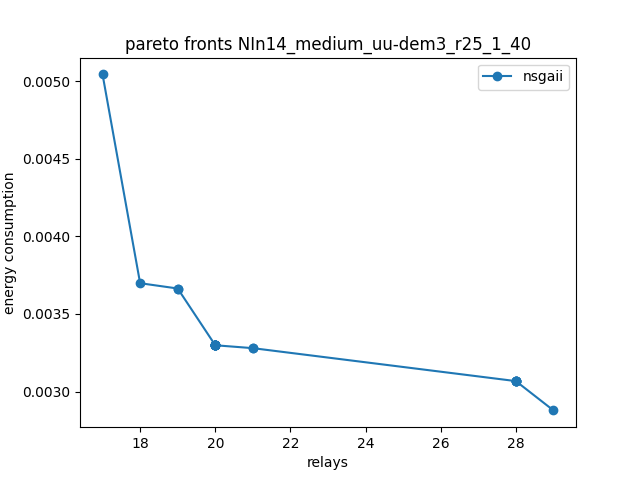 pareto fronts NIn14_medium_uu-dem3_r25_1_40
nsgaii
0.0050
0.0045
0.0040
0.0035
0.0030
energy consumption
18 20 22 24 26 28
relays